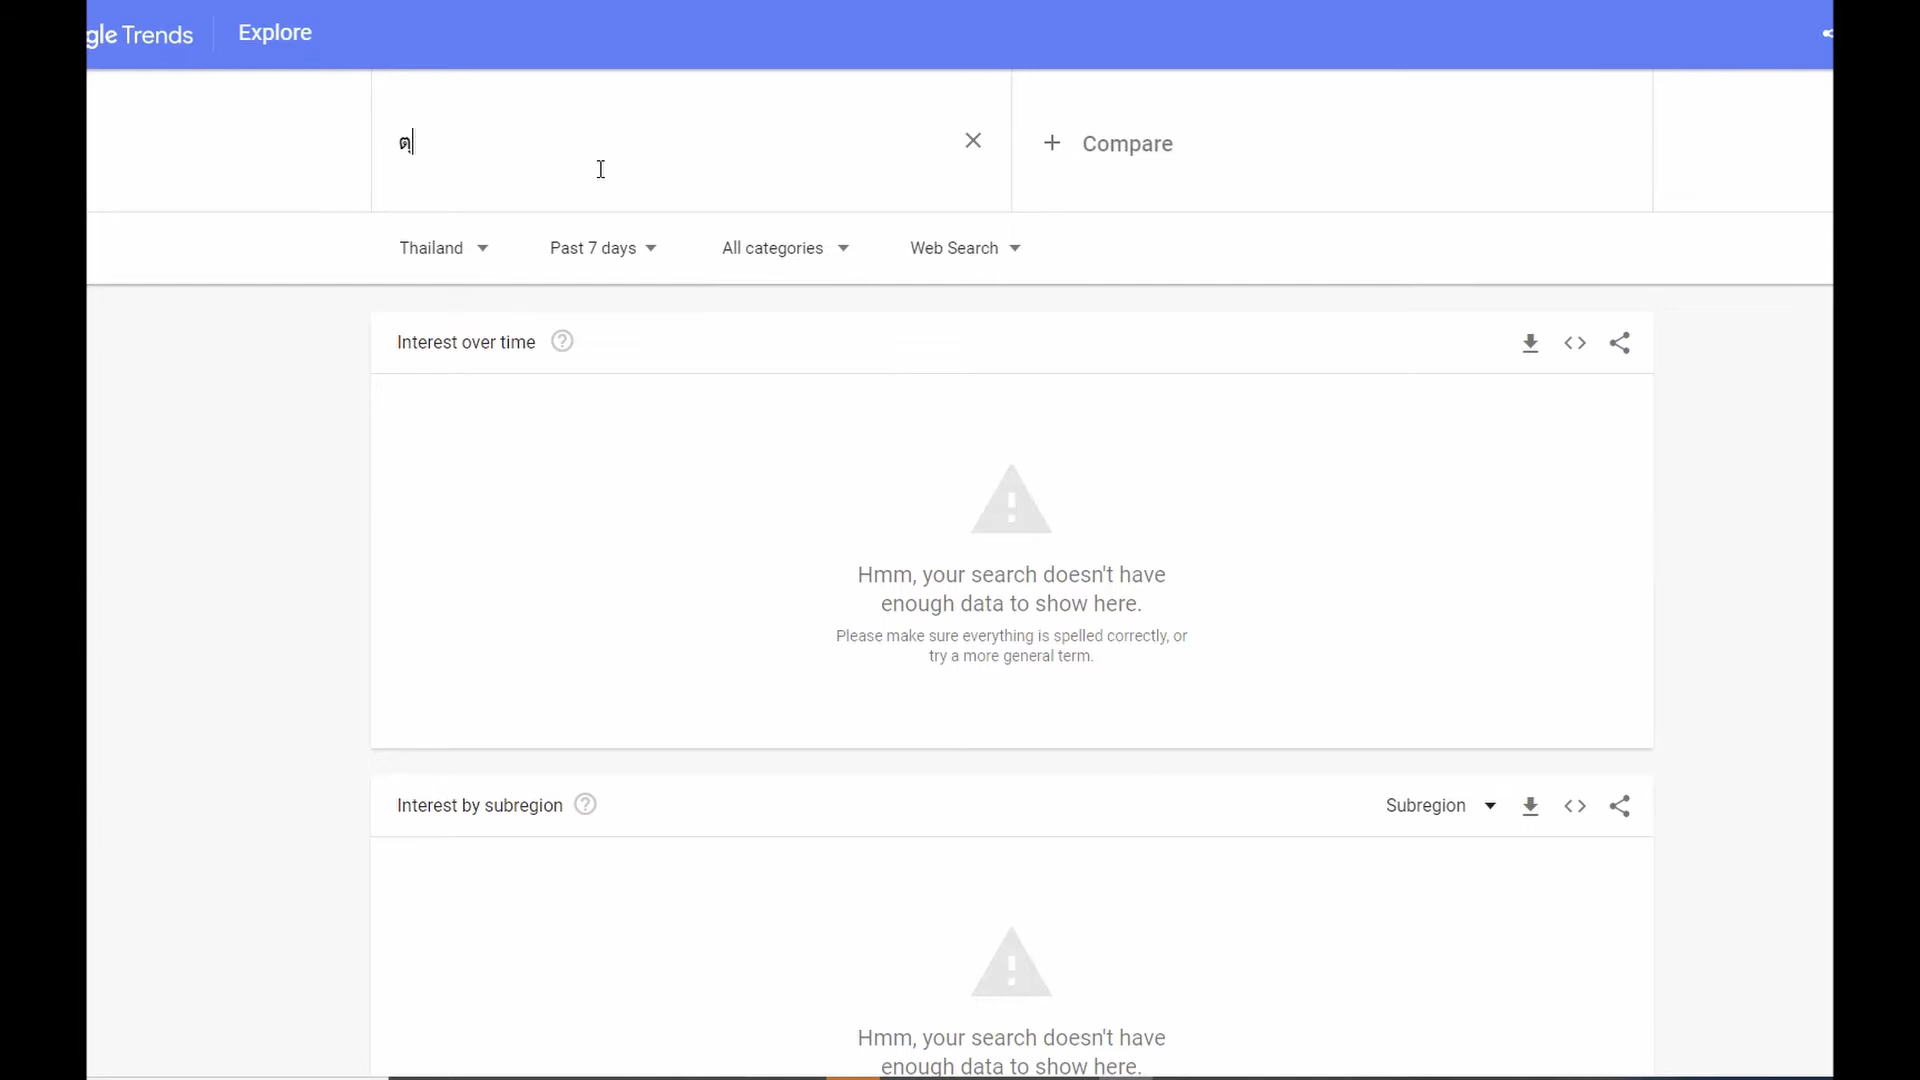 gle Trends
Explore
ตุ
Compare
Thailand
Past 7 days
All categories
Web Search
Interest over time
Hmm, your search doesn't have
enough data to show here.
Please make sure everything is spelled correctly, or
try a more general term.
Interest by subregion
Subregion
Hmm, your search doesn't have
enough data to show here.